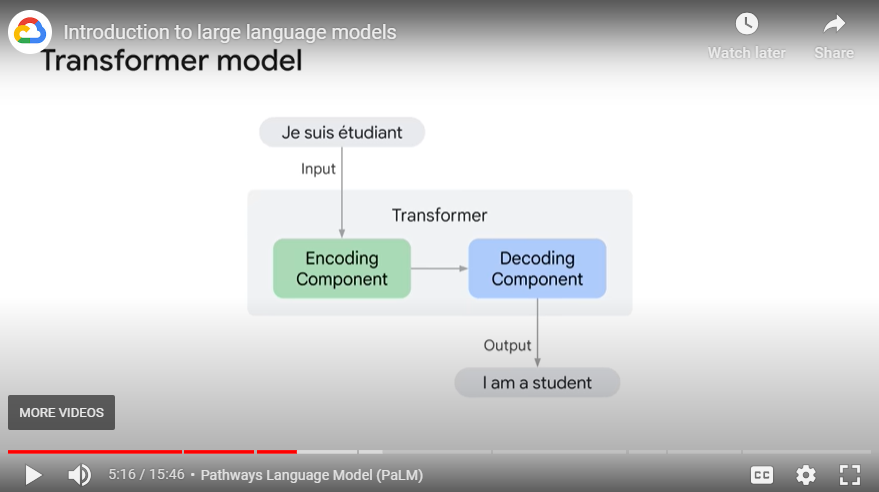 Introduction to large language models
Watch later
Share
Transformer model
Je suis étudiant
Input
Transformer
Encoding
Component
Decoding
Component
Output
I am a student
MORE VIDEOS
5:16 / 15:46 • Pathways Language Model (PaLM)
CC